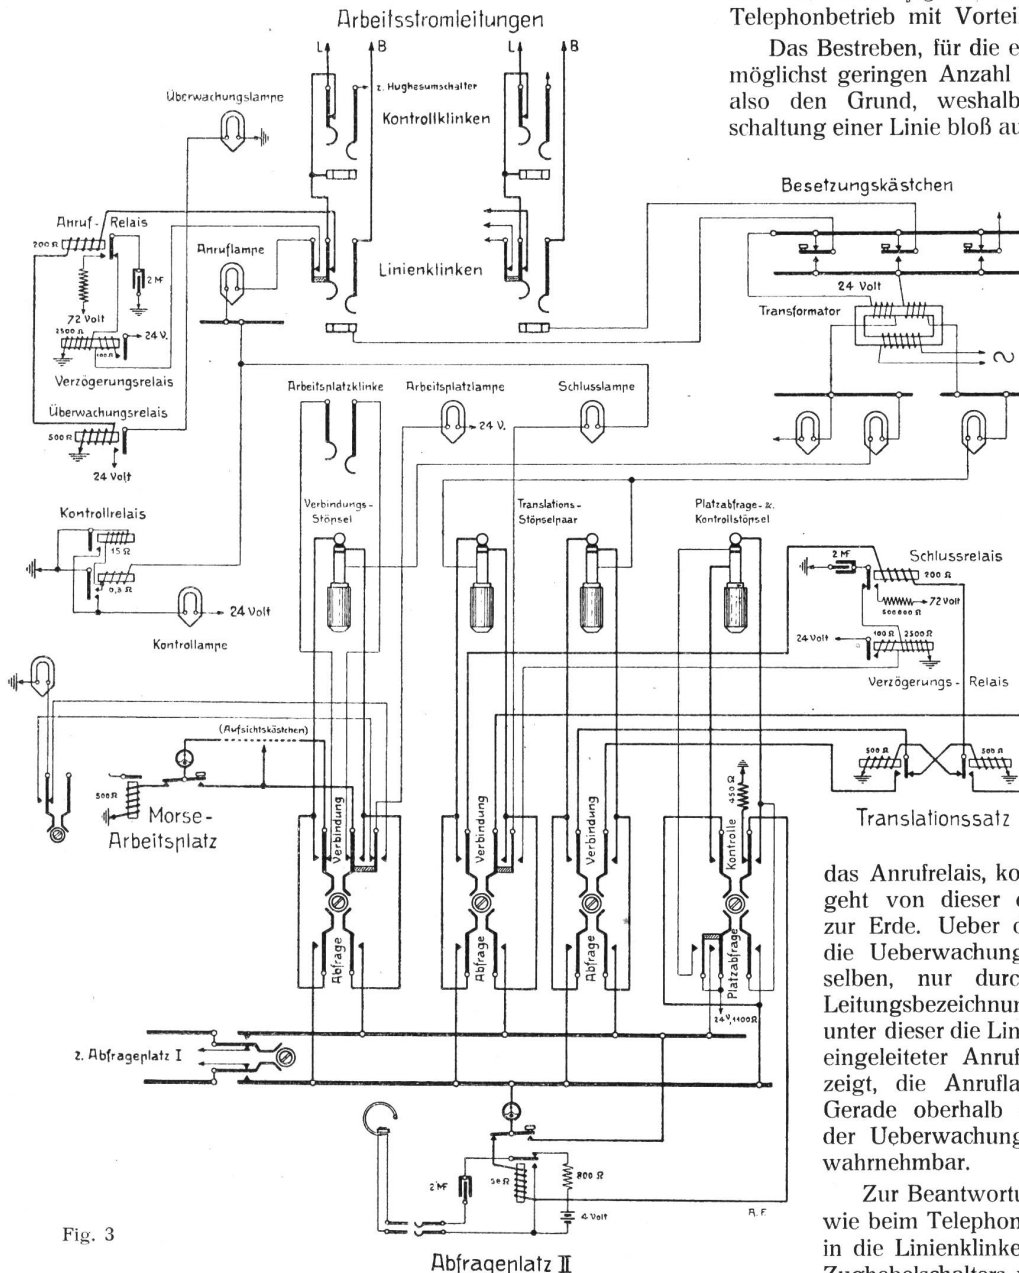 Telephonbetrieb mit Vorteil
Das Bestreben, für die e
möglichst geringen Anzahl
also den Grund, weshalb
schaltung einer Linie bloß au
Arbeitsstromleitungen
L
B
L
B
z. Hughesumschalter
Überwachungslampe
Kontrollklinken
Besetzungskästchen
Anruf-Relais
200 Ω
Anruflampe
Linienklinken
2 MF
72 Volt
24 Volt
Transformator
2500 Ω
100 Ω
24 V.
Verzögerungsrelais
Arbeitsplatzklinke
Arbeitsplatzlampe
Schlusslampe
Überwachungsrelais
500 Ω
24 V.
24 Volt
Verbindungs-
Stöpsel
Translations-
Stöpselpaar
Platzabfrage- &.
Kontrollstöpsel
Kontrollrelais
15 Ω
0,3 Ω
24 Volt
Kontrollampe
2 MF
Schlussrelais
200 Ω
72 Volt
500000 Ω
24 Volt
100 Ω
2500 Ω
Verzögerungs-Relais
(Aufsichtskästchen)
500 Ω
Morse-
Arbeitsplatz
Verbindung
Verbindung
Verbindung
Kontrolle
450 Ω
500 Ω
500 Ω
Translationssatz
Abfrage
Abfrage
Abfrage
Platzabfrage
24 V, 1100 Ω
das Anrufrelais, ko
geht von dieser
zur Erde. Ueber
die Ueberwachung
selben, nur durc
Leitungsbezeichnun
unter dieser die Lin
eingeleiteter Anruf
zeigt, die Anrufla
Gerade oberhalb
der Ueberwachung
wahrnehmbar.
Zur Beantwortu
wie beim Telephon
in die Linienklinke
z. Abfrageplatz I
2 MF
50 Ω
800 Ω
4 Volt
A.F.
Fig. 3
Abfrageplatz II